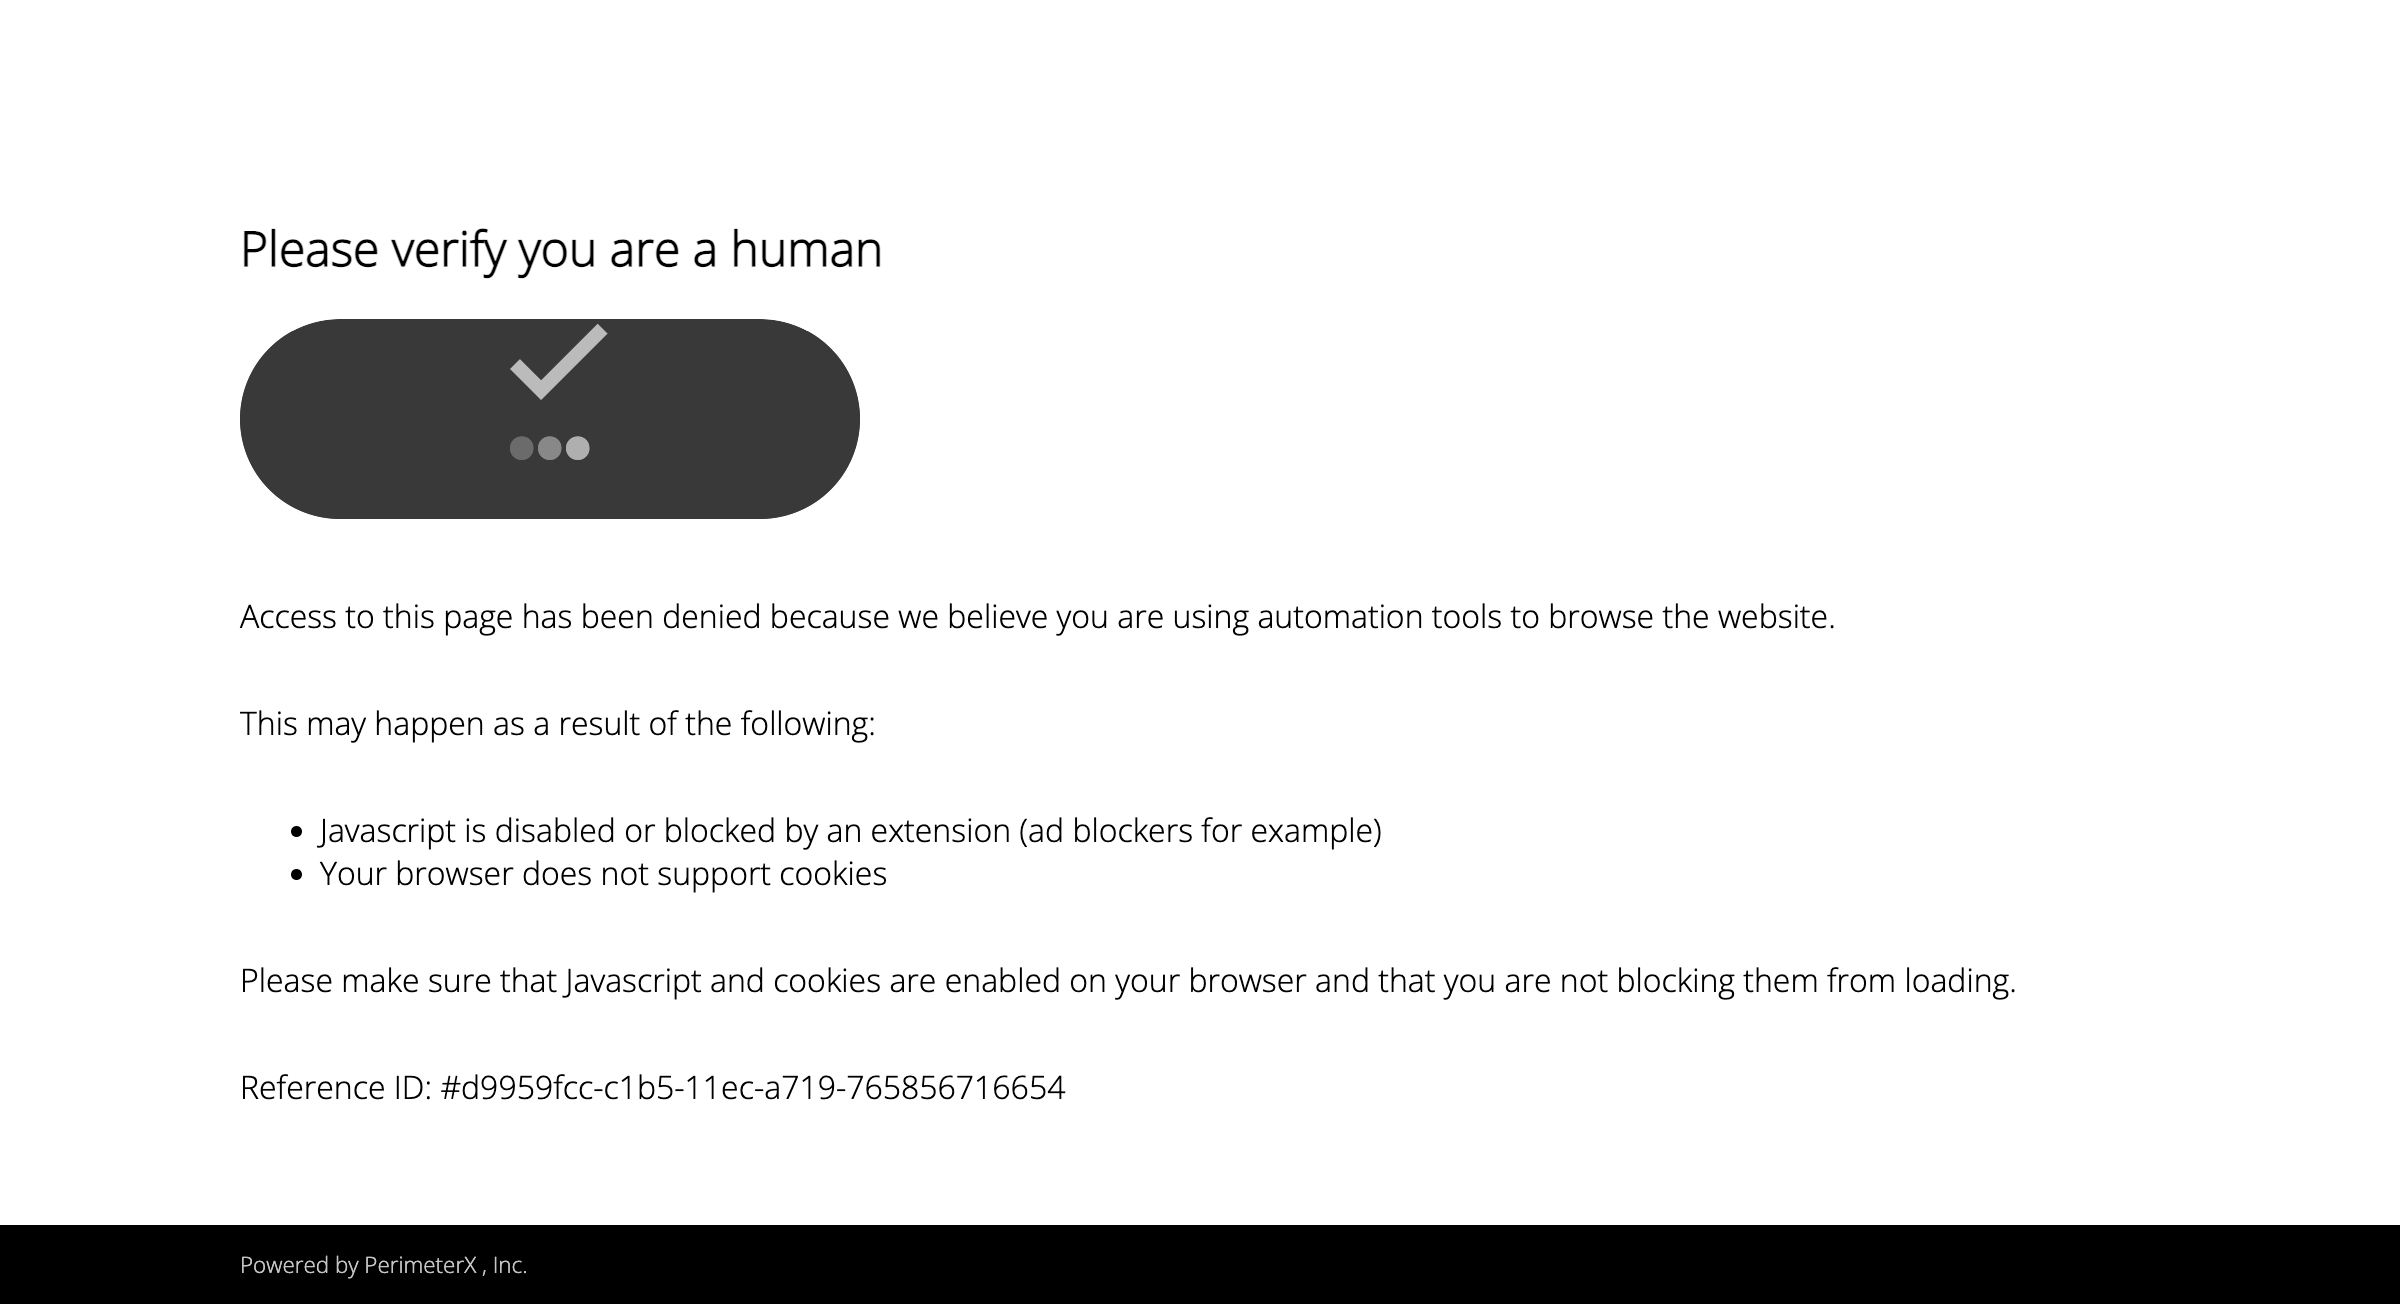 Please verify you are a human
Access to this page has been denied because we believe you are using automation tools to browse the website.
This may happen as a result of the following:
Javascript is disabled or blocked by an extension (ad blockers for example)
Your browser does not support cookies
Please make sure that Javascript and cookies are enabled on your browser and that you are not blocking them from loading.
Reference ID: #d9959fcc-c1b5-11ec-a719-765856716654
Powered by PerimeterX , Inc.